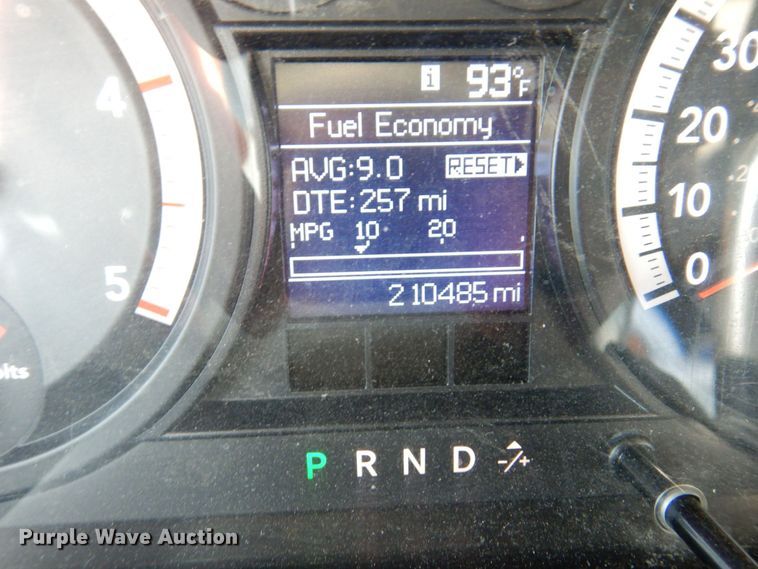 4
5
olts
i 93°F
Fuel Economy
AVG:9.0 RESET
DTE:257 mi
MPG 10 20
210485 mi
30
20
10
0
P R N D -/+
Purple Wave Auction